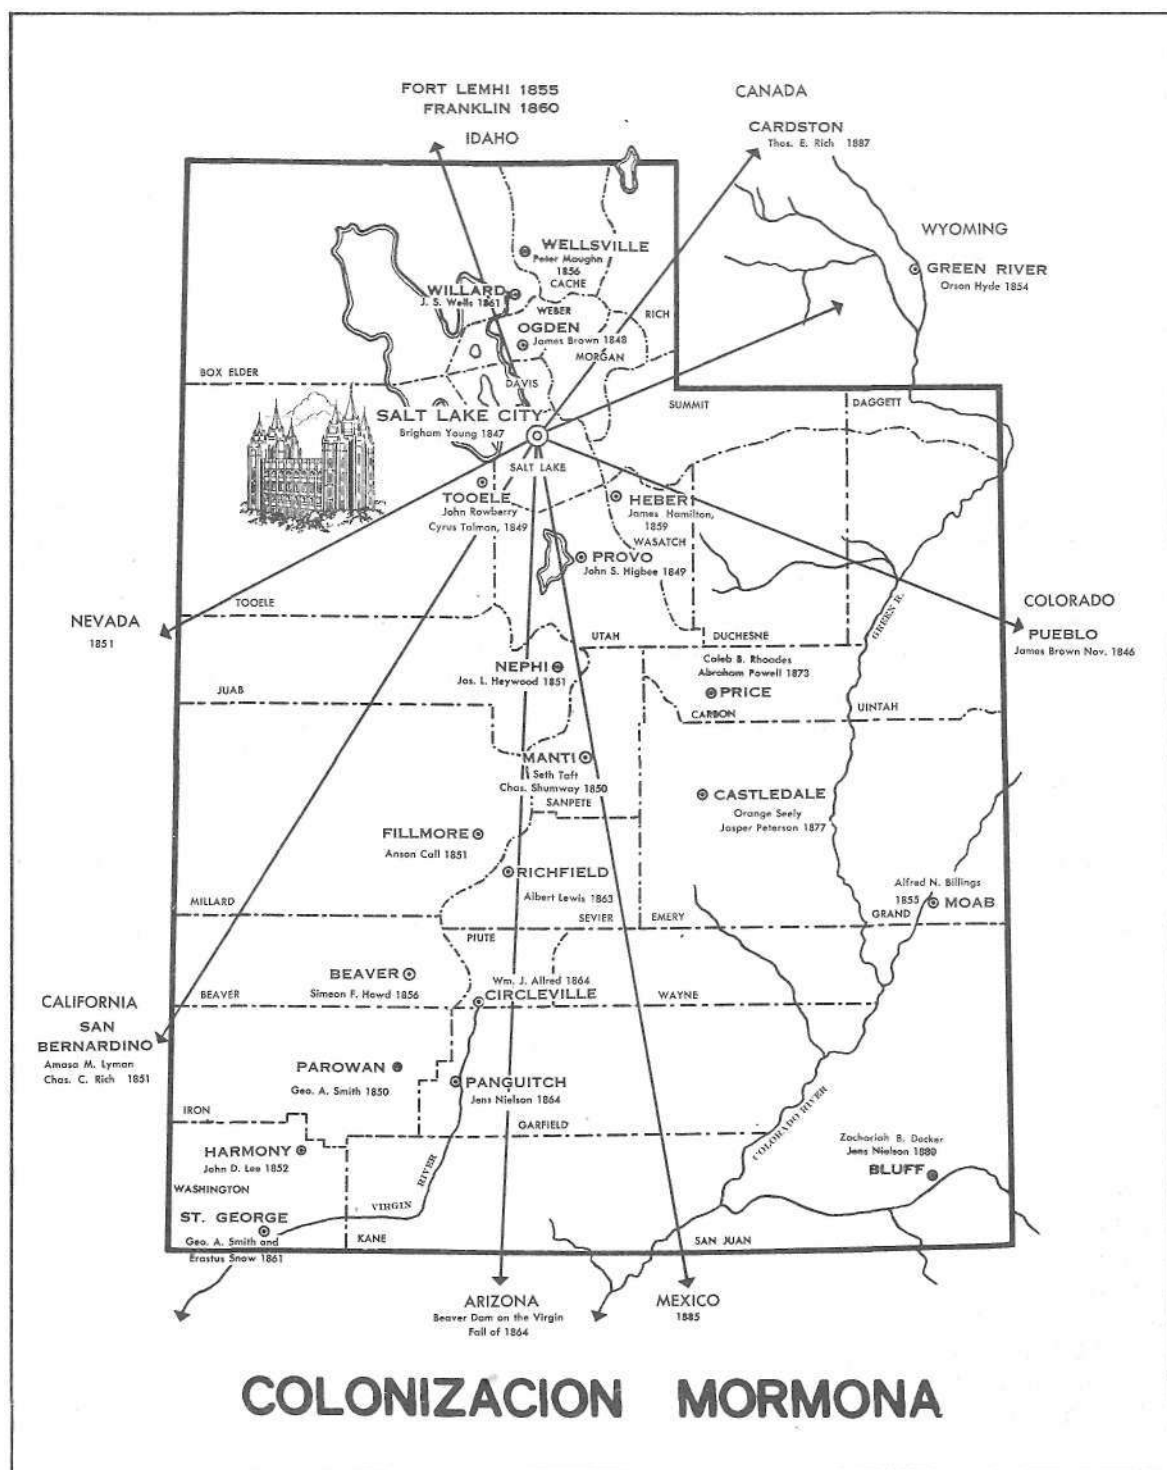 FORT LEMHI 1855
FRANKLIN 1860
IDAHO
CANADA
CARDSTON
Thos. E. Rich 1887
WYOMING
GREEN RIVER
Orson Hyde 1854
WELLSVILLE
Peter Maughn
1856
CACHE
WILLARD
J. S. Wells 1861
WEBER
RICH
OGDEN
James Brown 1848
MORGAN
BOX ELDER
DAVIS
SUMMIT
DAGGETT
SALT LAKE CITY
Brigham Young 1847
SALT LAKE
TOOELE
John Rowberry
Cyrus Tolman, 1849
HEBER
James Hamilton,
1859
WASATCH
PROVO
John S. Higbee 1849
TOOELE
NEVADA
1851
UTAH
DUCHESNE
GREEN R.
COLORADO
PUEBLO
James Brown Nov. 1846
NEPHI
Jos. L. Heywood 1851
Caleb B. Rhoades
Abraham Powell 1873
PRICE
JUAB
CARBON
UINTAH
MANTI
Seth Taft
Chas. Shumway 1850
SANPETE
CASTLEDALE
Orange Seely
Jasper Peterson 1877
FILLMORE
Anson Call 1851
RICHFIELD
Albert Lewis 1863
Alfred N. Billings
1855
MOAB
MILLARD
SEVIER
EMERY
GRAND
PIUTE
BEAVER
Simeon F. Howd 1856
Wm. J. Allred 1864
CIRCLEVILLE
BEAVER
WAYNE
CALIFORNIA
SAN
BERNARDINO
Amasa M. Lyman
Chas. C. Rich 1851
PAROWAN
Geo. A. Smith 1850
PANGUITCH
Jens Nielson 1864
IRON
GARFIELD
COLORADO RIVER
HARMONY
John D. Lee 1852
Zachariah B. Decker
Jens Nielson 1880
BLUFF
WASHINGTON
VIRGIN RIVER
ST. GEORGE
Geo. A. Smith and
Erastus Snow 1861
KANE
SAN JUAN
ARIZONA
Beaver Dam on the Virgin
Fall of 1864
MEXICO
1885
COLONIZACION MORMONA